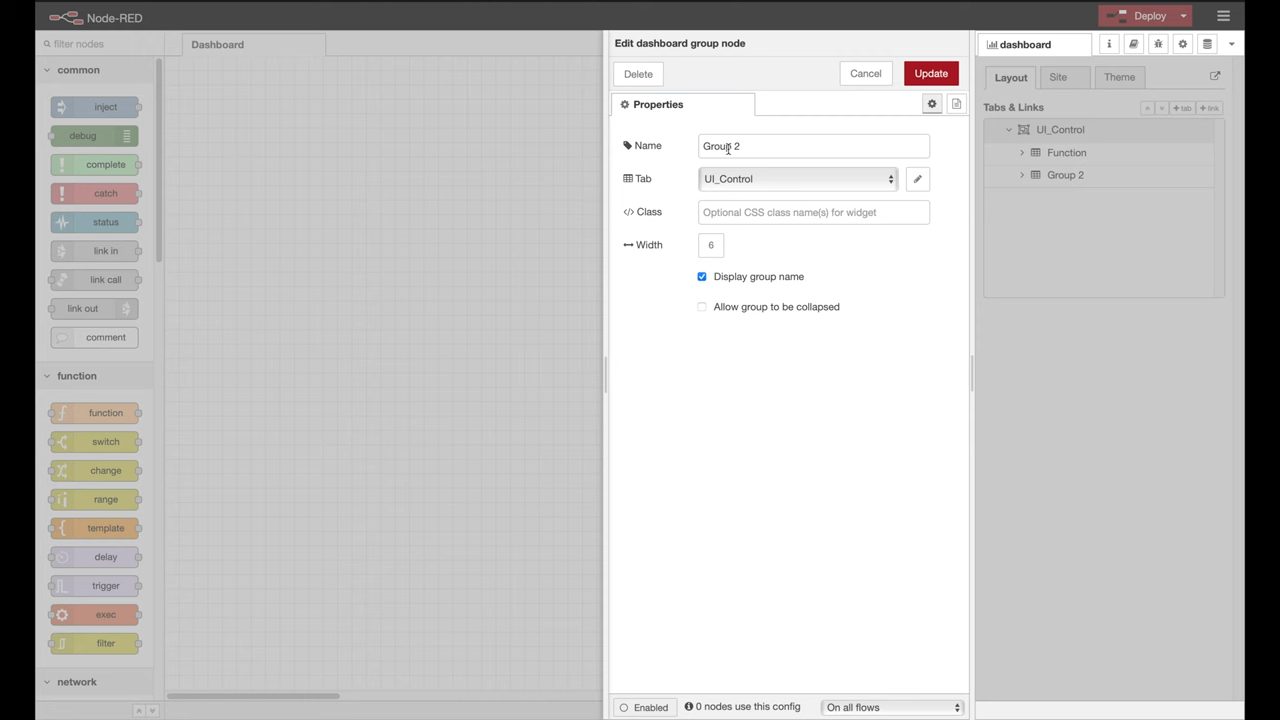 Node-RED
Deploy
filter nodes
Dashboard
Edit dashboard group node
dashboard
i
Delete
Cancel
Update
Layout
Site
Theme
common
Properties
Tabs & Links
+ tab
+ link
inject
debug
complete
catch
status
link in
link call
link out
comment
Name
Group 2
Tab
UI_Control
</> Class
Optional CSS class name(s) for widget
Width
6
Display group name
Allow group to be collapsed
UI_Control
Function
Group 2
function
function
switch
change
range
template
delay
trigger
exec
filter
network
Enabled
0 nodes use this config
On all flows